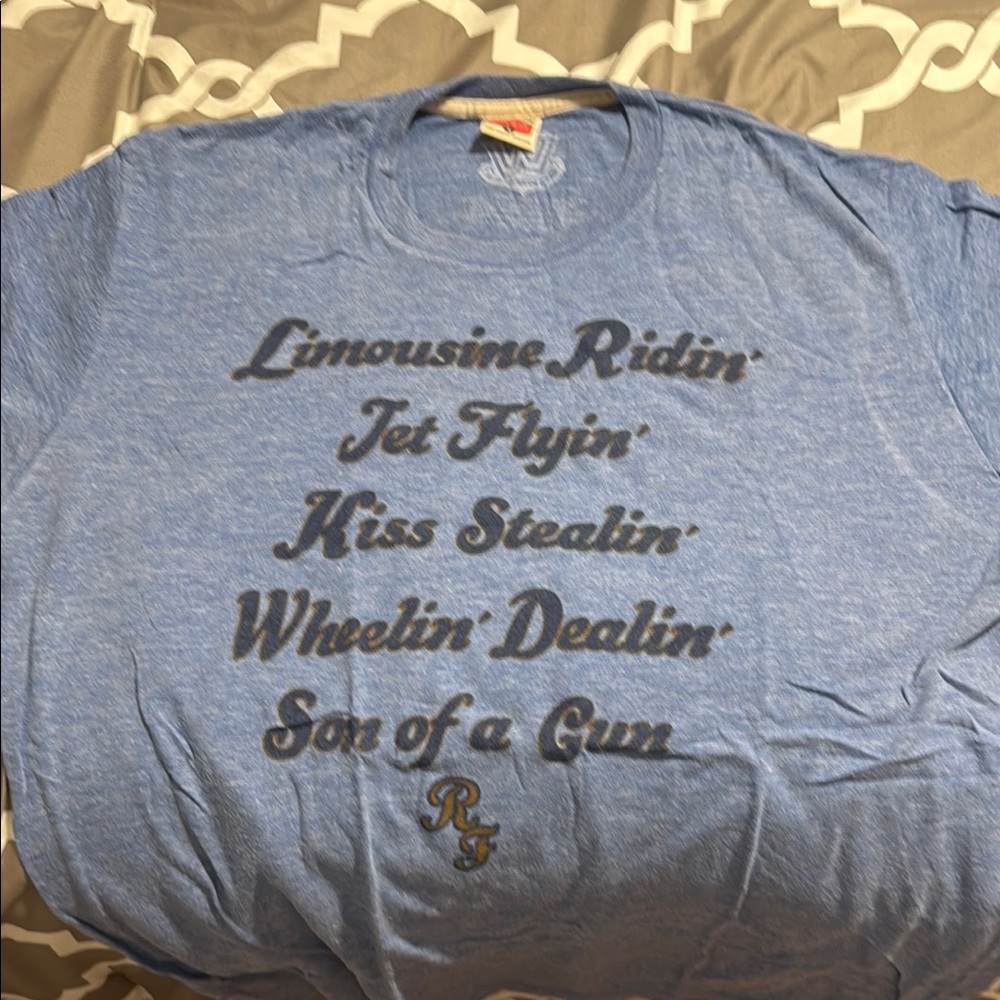 Limousine Ridin'
Jet Flyin'
Kiss Stealin'
Wheelin' Dealin'
Son of a Gun
RF